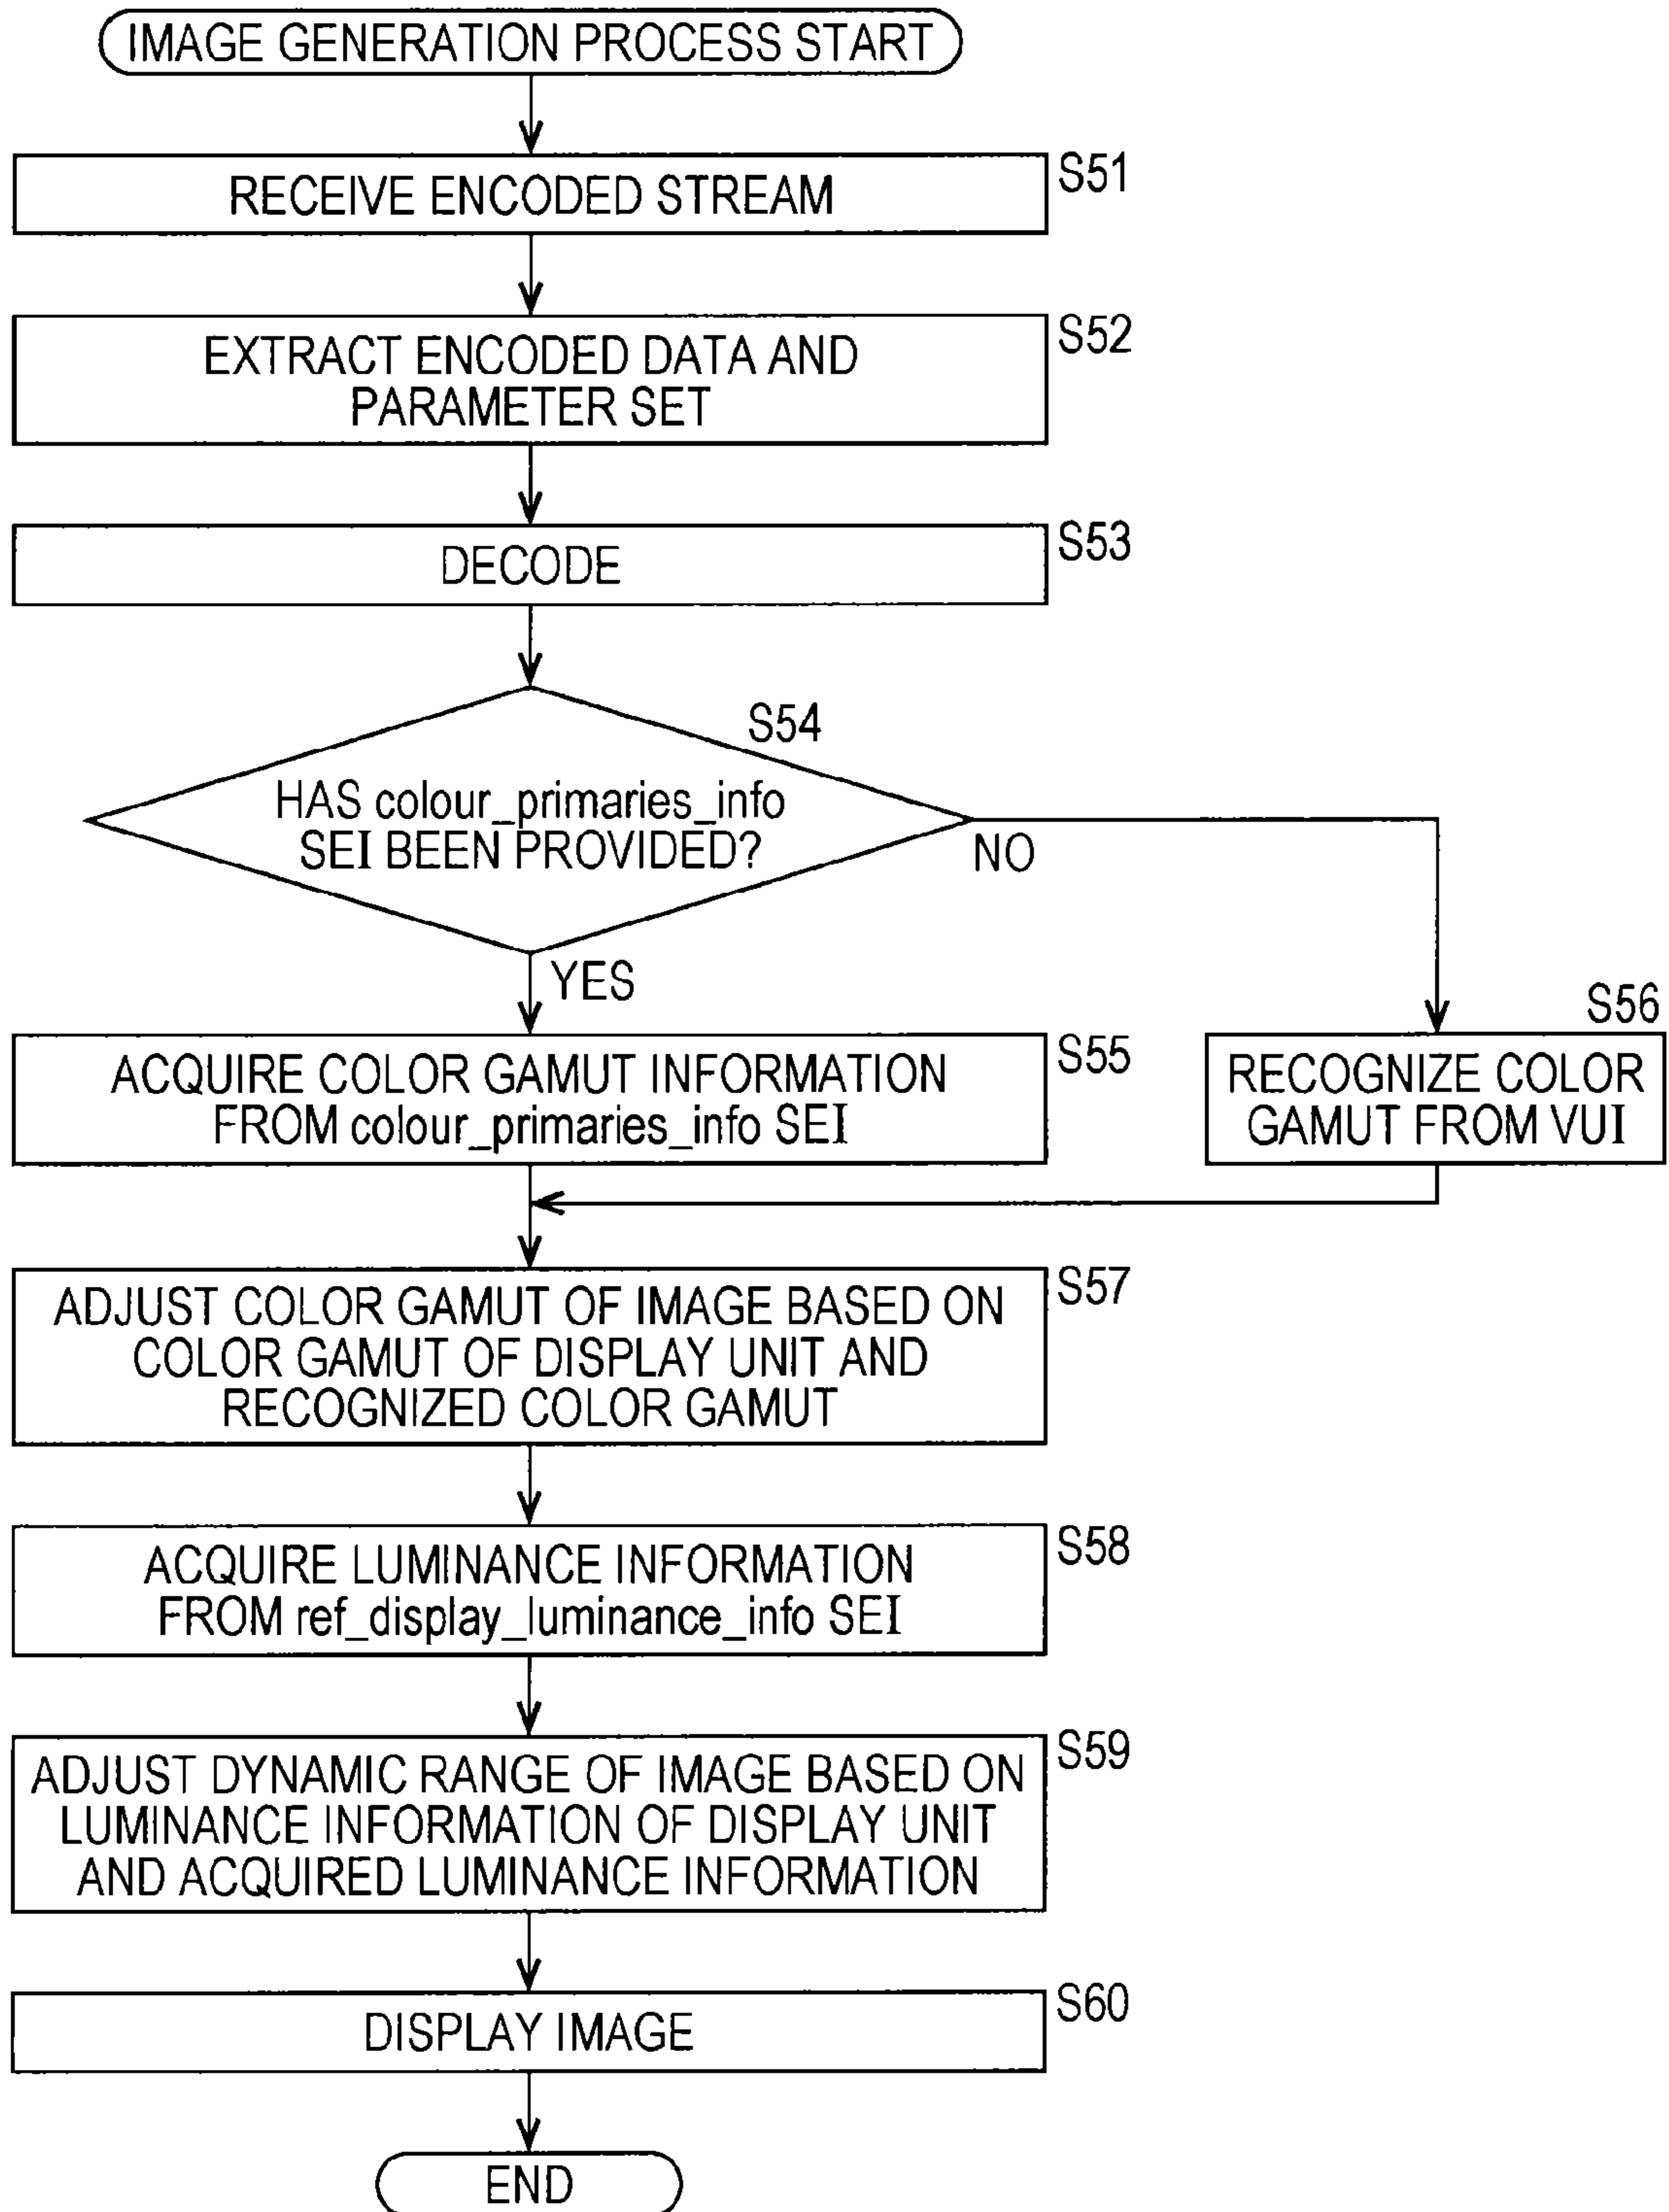 IMAGE GENERATION PROCESS START
S51
RECEIVE ENCODED STREAM
S52
EXTRACT ENCODED DATA AND
PARAMETER SET
S53
DECODE
S54
HAS colour_primaries_info
SEI BEEN PROVIDED?
NO
YES
S55
ACQUIRE COLOR GAMUT INFORMATION
FROM colour_primaries_info SEI
S56
RECOGNIZE COLOR
GAMUT FROM VUI
S57
ADJUST COLOR GAMUT OF IMAGE BASED ON
COLOR GAMUT OF DISPLAY UNIT AND
RECOGNIZED COLOR GAMUT
S58
ACQUIRE LUMINANCE INFORMATION
FROM ref_display_luminance_info SEI
S59
ADJUST DYNAMIC RANGE OF IMAGE BASED ON
LUMINANCE INFORMATION OF DISPLAY UNIT
AND ACQUIRED LUMINANCE INFORMATION
S60
DISPLAY IMAGE
END